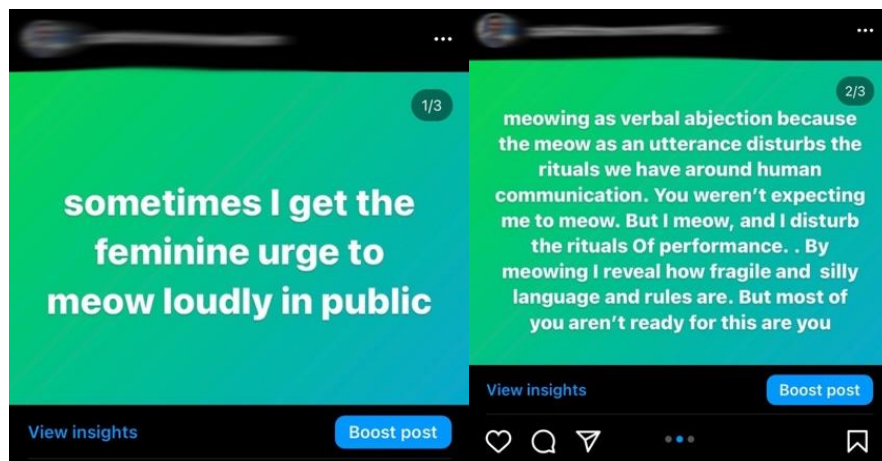 1/3
sometimes I get the
feminine urge to
meow loudly in public
View insights
Boost post
2/3
meowing as verbal abjection because
the meow as an utterance disturbs the
rituals we have around human
communication. You weren’t expecting
me to meow. But I meow, and I disturb
the rituals Of performance. . By
meowing I reveal how fragile and  silly
language and rules are. But most of
you aren’t ready for this are you
View insights
Boost post